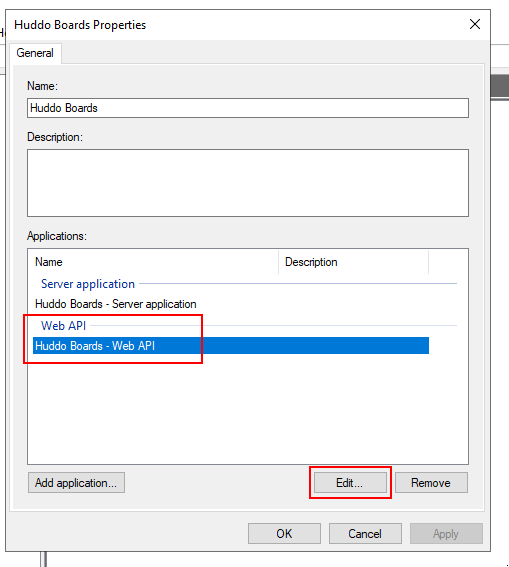 Huddo Boards Properties
General
Name:
Huddo Boards
Description:
Applications:
Name Description
Server application
Huddo Boards - Server application
Web API
Huddo Boards - Web API
Add application... Edit... Remove
OK Cancel Apply